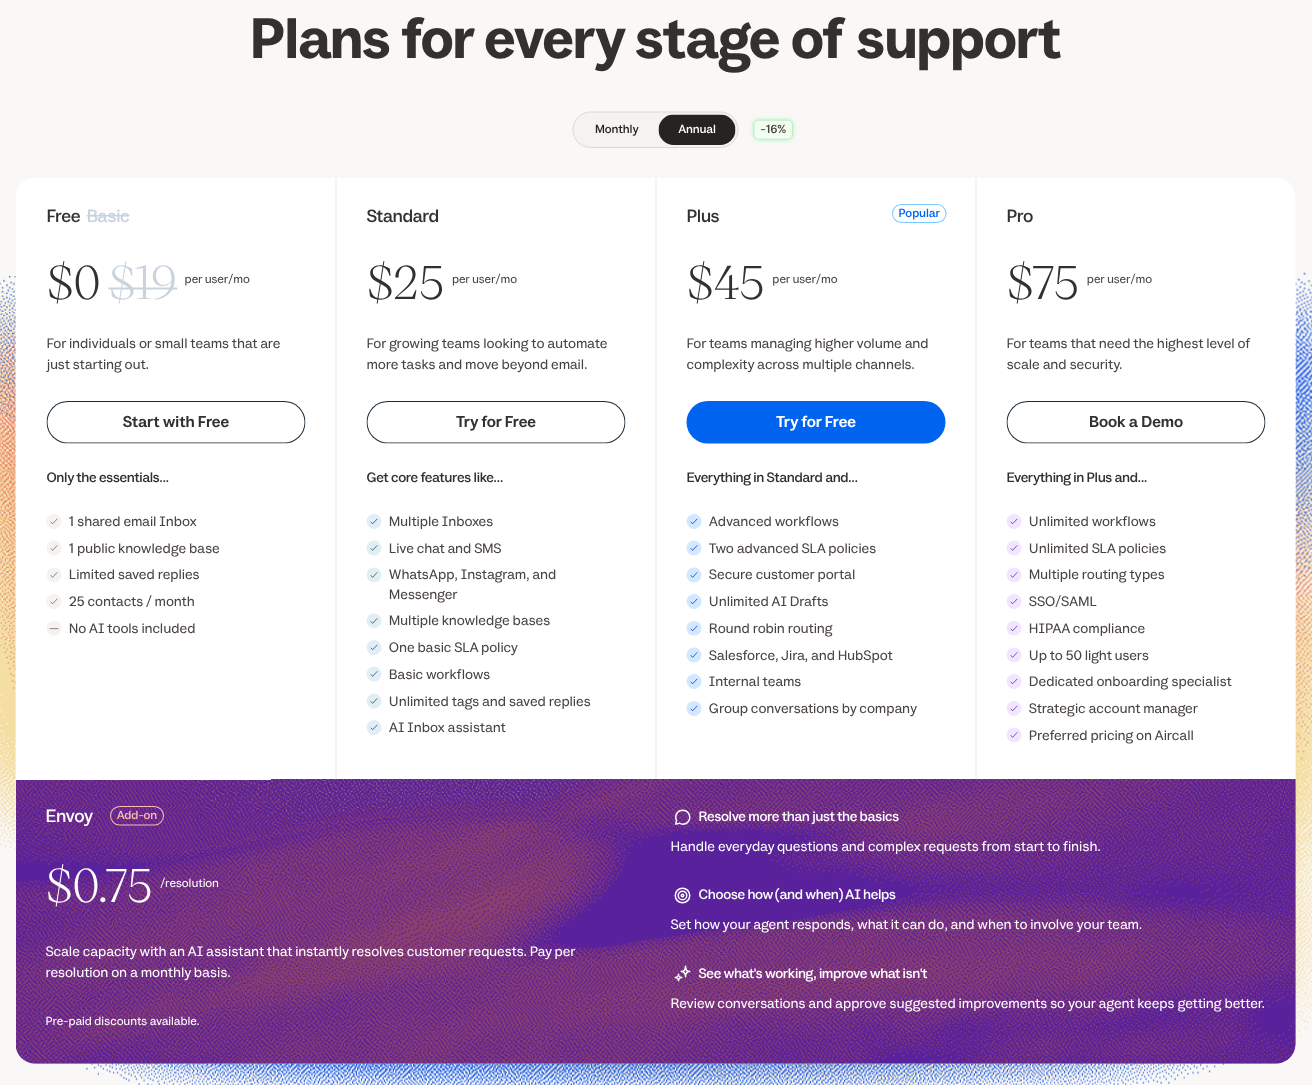 Plans for every stage of support
Monthly Annual -16%
Free Basic
$0 $19 per user/mo
For individuals or small teams that are
just starting out.
Start with Free
Only the essentials...
1 shared email Inbox
1 public knowledge base
Limited saved replies
25 contacts / month
No AI tools included
Standard
$25 per user/mo
For growing teams looking to automate
more tasks and move beyond email.
Try for Free
Get core features like...
Multiple Inboxes
Live chat and SMS
WhatsApp, Instagram, and
Messenger
Multiple knowledge bases
One basic SLA policy
Basic workflows
Unlimited tags and saved replies
AI Inbox assistant
Plus Popular
$45 per user/mo
For teams managing higher volume and
complexity across multiple channels.
Try for Free
Everything in Standard and...
Advanced workflows
Two advanced SLA policies
Secure customer portal
Unlimited AI Drafts
Round robin routing
Salesforce, Jira, and HubSpot
Internal teams
Group conversations by company
Pro
$75 per user/mo
For teams that need the highest level of
scale and security.
Book a Demo
Everything in Plus and...
Unlimited workflows
Unlimited SLA policies
Multiple routing types
SSO/SAML
HIPAA compliance
Up to 50 light users
Dedicated onboarding specialist
Strategic account manager
Preferred pricing on Aircall
Envoy Add-on
$0.75 /resolution
Scale capacity with an AI assistant that instantly resolves customer requests. Pay per
resolution on a monthly basis.
Pre-paid discounts available.
Resolve more than just the basics
Handle everyday questions and complex requests from start to finish.
Choose how (and when) AI helps
Set how your agent responds, what it can do, and when to involve your team.
See what's working, improve what isn't
Review conversations and approve suggested improvements so your agent keeps getting better.